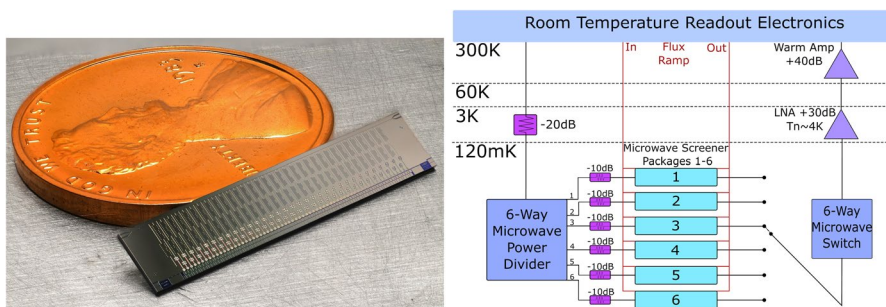 WE TRUST
IN GOD
LIBERTY
Room Temperature Readout Electronics
300K
In Flux Out
Ramp
Warm Amp
+40dB
60K
3K
-20dB
LNA +30dB
Tn~4K
120mK
Microwave Screener
Packages 1-6
-10dB
1
1
-10dB
2
2
-10dB
3
3
-10dB
4
4
-10dB
5
5
-10dB
6
6
6-Way
Microwave
Power
Divider
6-Way
Microwave
Switch